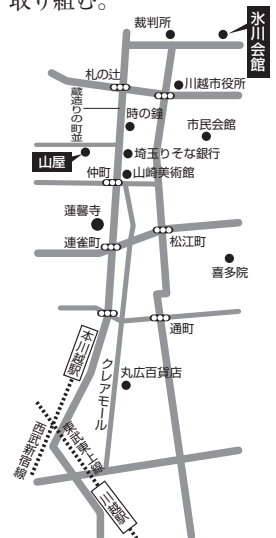 取り組む。
裁判所
氷川会館
札の辻
川越市役所
蔵造りの町並
時の鐘
市民会館
山屋
埼玉りそな銀行
仲町
山崎美術館
蓮馨寺
連雀町
松江町
喜多院
通町
本川越駅
クレアモール
丸広百貨店
西武新宿線
東武東上線
川越駅